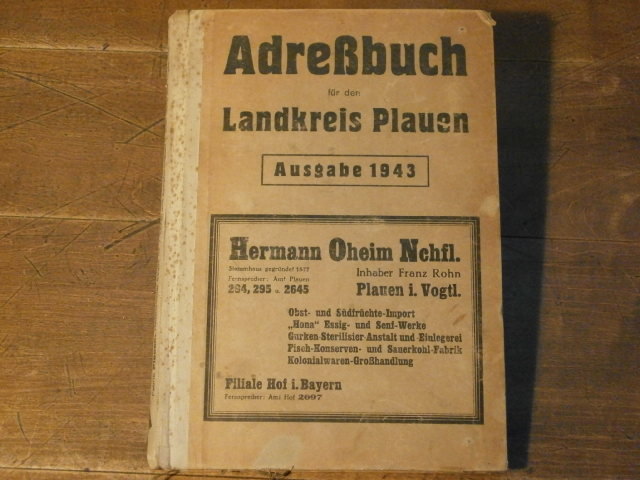 Adreßbuch
für den
Landkreis Plauen
Ausgabe 1943
Hermann Oheim Nchfl.
Stammhaus gegründet 1877
Inhaber Franz Rohn
Fernsprecher: Amt Plauen
294, 295 u. 2645
Plauen i. Vogtl.
Obst- und Südfrüchte-Import
„Hona“ Essig- und Senf-Werke
Gurken-Sterilisier-Anstalt und Einlegerei
Fisch-Konserven- und Sauerkohl-Fabrik
Kolonialwaren-Großhandlung
Filiale Hof i. Bayern
Fernsprecher: Amt Hof 2097